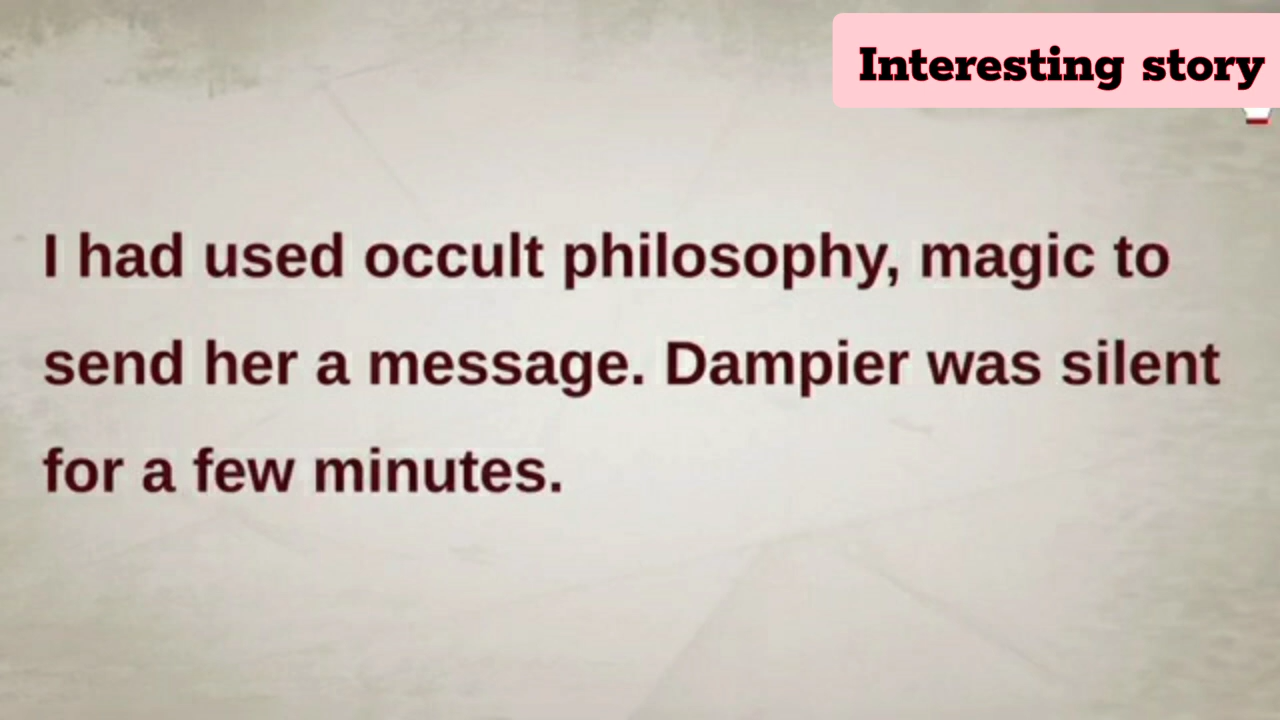 Interesting story
I had used occult philosophy, magic to
send her a message. Dampier was silent
for a few minutes.